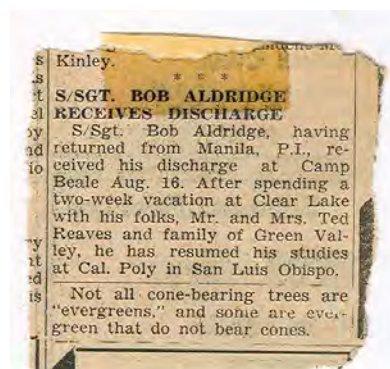 Kinley.
* * *
S/SGT. BOB ALDRIDGE
RECEIVES DISCHARGE
S/Sgt. Bob Aldridge, having
returned from Manila, P.I., re-
ceived his discharge at Camp
Beale Aug. 16. After spending a
two-week vacation at Clear Lake
with his folks, Mr. and Mrs. Ted
Reaves and family of Green Val-
ley, he has resumed his studies
at Cal. Poly in San Luis Obispo.
Not all cone-bearing trees are
"evergreens," and some are ever-
green that do not bear cones.